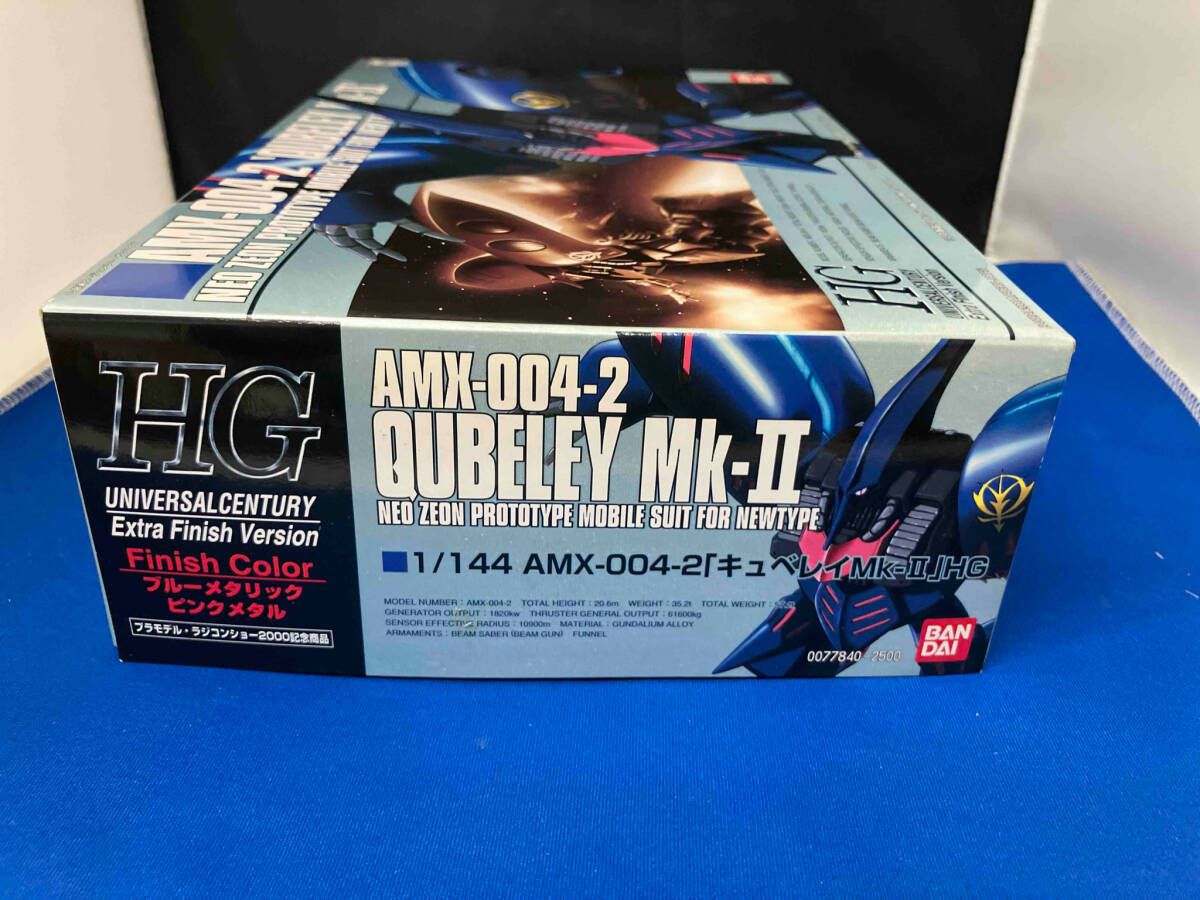 AMX-004-2 QUBELEY
NEO ZEON PROTOTYPE MOBILE SUIT FOR NEWTYPE
HG
UNIVERSAL CENTURY
HG
UNIVERSAL CENTURY
Extra Finish Version
Finish Color
ブルーメタリック
ピンクメタル
プラモデル・ラジコンショー2000記念商品
AMX-004-2
QUBELEY Mk-II
NEO ZEON PROTOTYPE MOBILE SUIT FOR NEWTYPE
■1/144 AMX-004-2「キュベレイMk-II」HG
MODEL NUMBER : AMX-004-2 TOTAL HEIGHT : 20.6m WEIGHT : 35.2t TOTAL WEIGHT :
GENERATOR OUTPUT : 1820kw THRUSTER GENERAL OUTPUT : 61600kg
SENSOR EFFECTIVE RADIUS : 10900m MATERIAL : GUNDALIUM ALLOY
ARMAMENTS : BEAM SABER (BEAM GUN) FUNNEL
0077840-2500
BAN
DAI